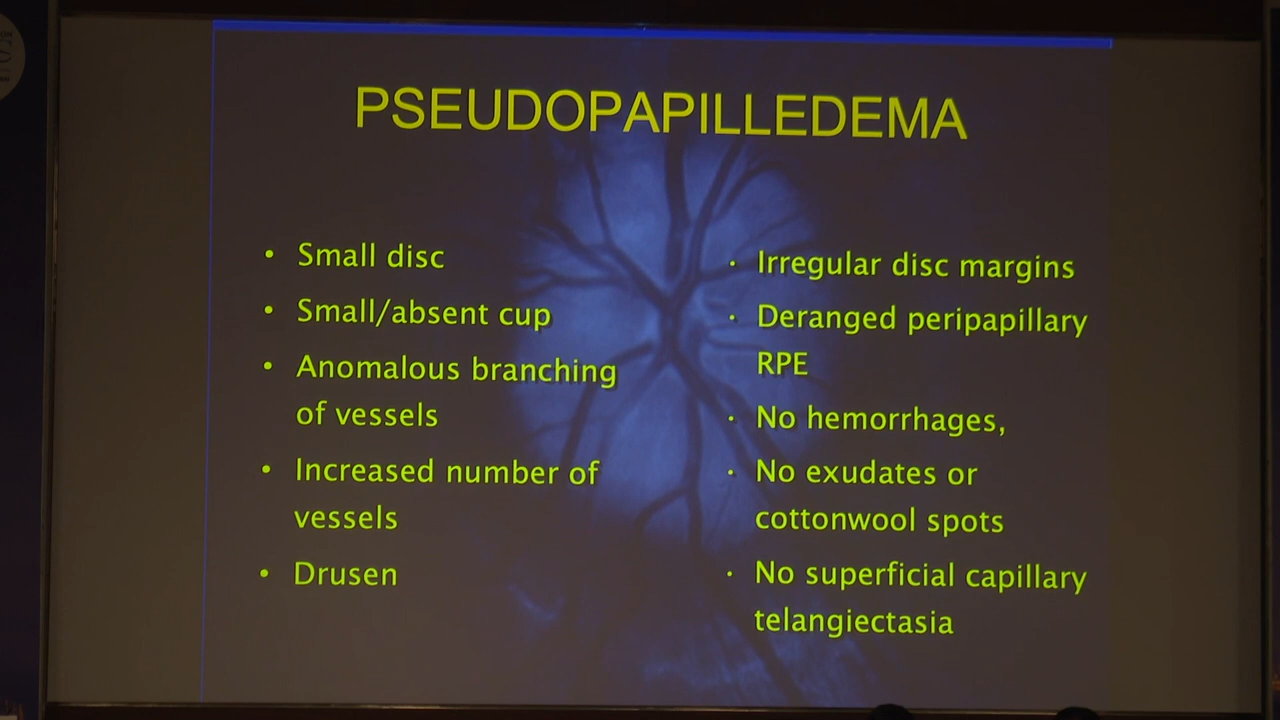 PSEUDOPAPILLEDEMA
• Small disc
• Small/absent cup
• Anomalous branching
of vessels
• Increased number of
vessels
• Drusen
• Irregular disc margins
• Deranged peripapillary
RPE
• No hemorrhages,
• No exudates or
cottonwool spots
• No superficial capillary
telangiectasia